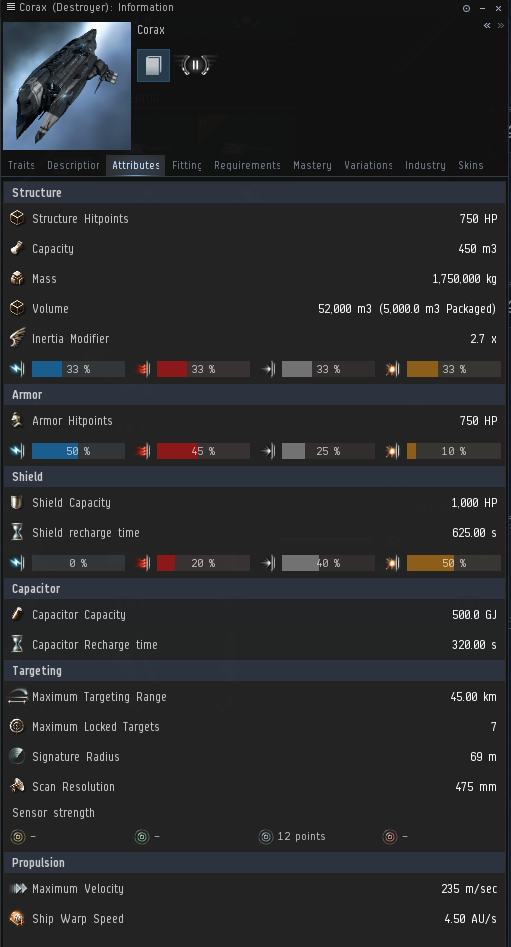 Corax (Destroyer): Information
Corax
Traits Description Attributes Fitting Requirements Mastery Variations Industry Skins
Structure
Structure Hitpoints 750 HP
Capacity 450 m3
Mass 1,750,000 kg
Volume 52,000 m3 (5,000.0 m3 Packaged)
Inertia Modifier 2.7 x
33 % 33 % 33 % 33 %
Armor
Armor Hitpoints 750 HP
50 % 45 % 25 % 10 %
Shield
Shield Capacity 1,000 HP
Shield recharge time 625.00 s
0 % 20 % 40 % 50 %
Capacitor
Capacitor Capacity 500.0 GJ
Capacitor Recharge time 320.00 s
Targeting
Maximum Targeting Range 45.00 km
Maximum Locked Targets 7
Signature Radius 69 m
Scan Resolution 475 mm
Sensor strength
– – 12 points –
Propulsion
Maximum Velocity 235 m/sec
Ship Warp Speed 4.50 AU/s